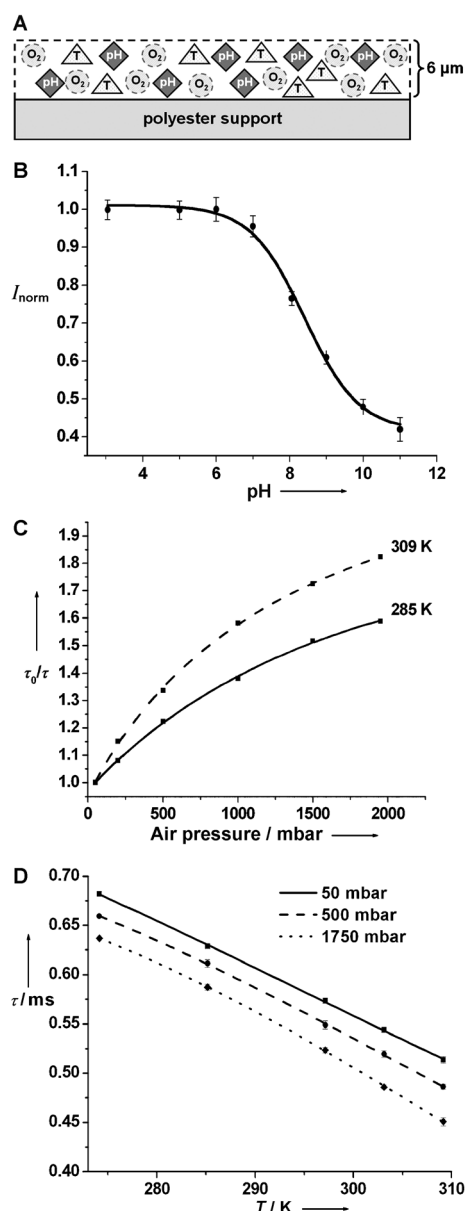 A
O2 T pH O2 T pH T pH O2 pH O2
6 µm
pH O2 T O2 pH O2 pH O2 T T O2 T
polyester support
B
1.1
1.0
0.9
0.8
Inorm
0.7
0.6
0.5
0.4
4 6 8 10 12
pH
C
1.9
309 K
1.8
1.7
285 K
1.6
1.5
τ0/τ
1.4
1.3
1.2
1.1
1.0
0 500 1000 1500 2000
Air pressure / mbar
D
0.70
50 mbar
500 mbar
0.65
1750 mbar
0.60
τ / ms
0.55
0.50
0.45
0.40
280 290 300 310
T / K